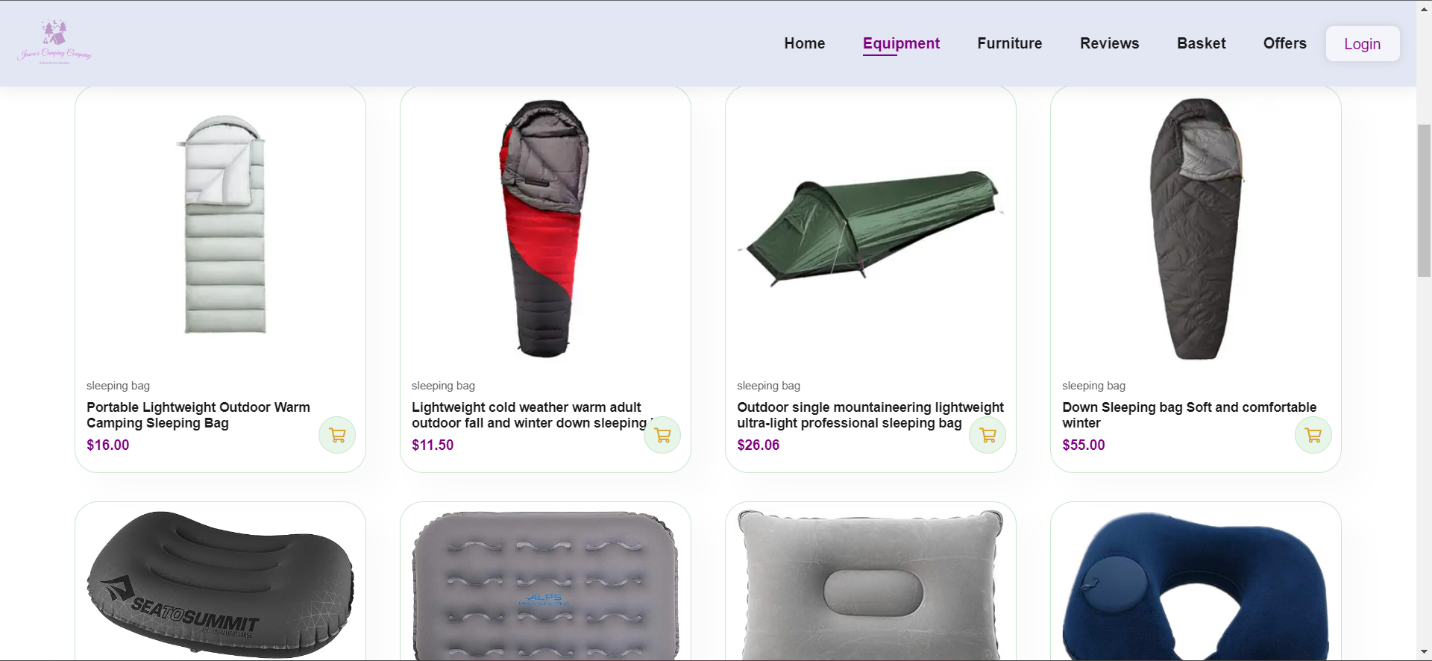 Home
Equipment
Furniture
Reviews
Basket
Offers
Login
sleeping bag
Portable Lightweight Outdoor Warm
Camping Sleeping Bag
$16.00
sleeping bag
Lightweight cold weather warm adult
outdoor fall and winter down sleeping
$11.50
sleeping bag
Outdoor single mountaineering lightweight
ultra-light professional sleeping bag
$26.06
sleeping bag
Down Sleeping bag Soft and comfortable
winter
$55.00
SEATOSUMMIT
ALPS